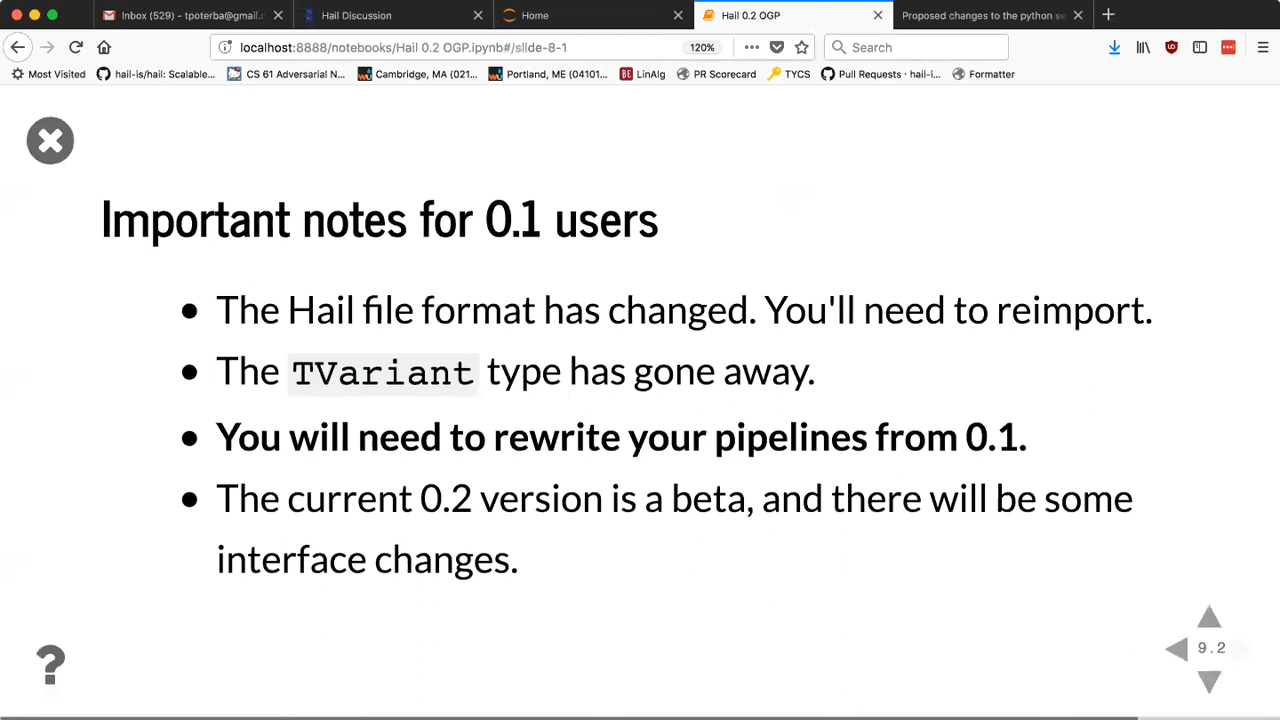 Inbox (529) - tpoterba@gmail.c
Hail Discussion
Home
Hail 0.2 OGP
Proposed changes to the python se
localhost:8888/notebooks/Hail 0.2 OGP.ipynb#/slide-8-1
120%
Search
Most Visited
hail-is/hail: Scalable...
CS 61 Adversarial N...
Cambridge, MA (021...
Portland, ME (04101...
BE LinAlg
PR Scorecard
TYCS
Pull Requests · hail-i...
Formatter
Important notes for 0.1 users
• The Hail file format has changed. You'll need to reimport.
• The TVariant type has gone away.
• You will need to rewrite your pipelines from 0.1.
• The current 0.2 version is a beta, and there will be some
interface changes.
?
9.2